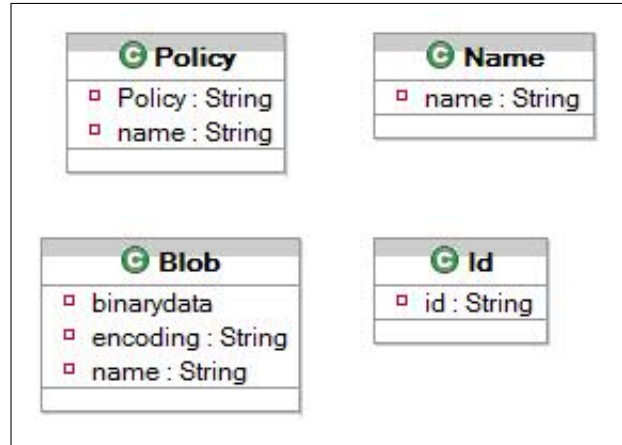 C Policy
Policy : String
name : String
C Name
name : String
C Blob
binarydata
encoding : String
name : String
C Id
id : String